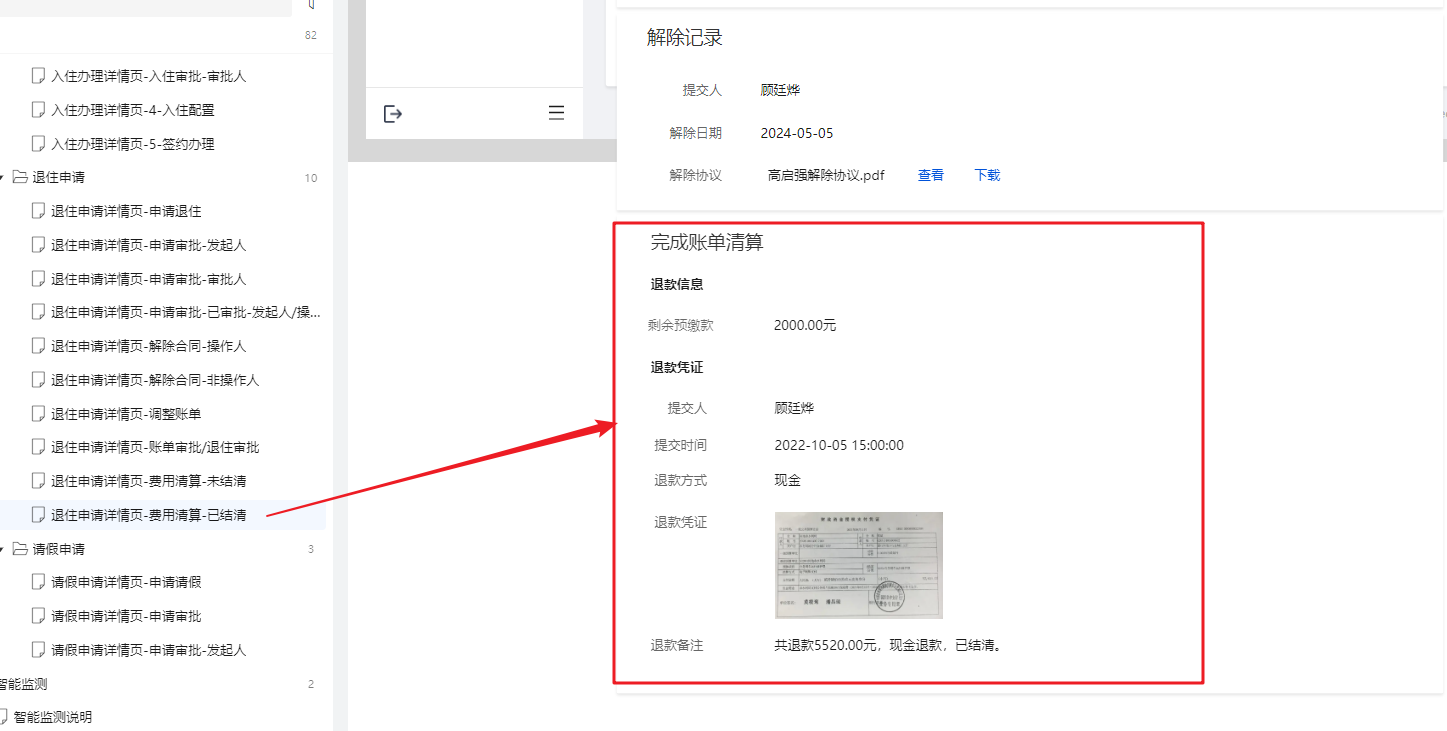 82
入住办理详情页-入住审批-审批人
入住办理详情页-4-入住配置
入住办理详情页-5-签约办理
退住申请 10
退住申请详情页-申请退住
退住申请详情页-申请审批-发起人
退住申请详情页-申请审批-审批人
退住申请详情页-申请审批-已审批-发起人/操...
退住申请详情页-解除合同-操作人
退住申请详情页-解除合同-非操作人
退住申请详情页-调整账单
退住申请详情页-账单审批/退住审批
退住申请详情页-费用清算-未结清
退住申请详情页-费用清算-已结清
请假申请 3
请假申请详情页-申请请假
请假申请详情页-申请审批
请假申请详情页-申请审批-发起人
智能监测 2
智能监测说明
解除记录
提交人 顾廷烨
解除日期 2024-05-05
解除协议 高启强解除协议.pdf 查看 下载
完成账单清算
退款信息
剩余预缴款 2000.00元
退款凭证
提交人 顾廷烨
提交时间 2022-10-05 15:00:00
退款方式 现金
退款凭证
退款备注 共退款5520.00元，现金退款，已结清。